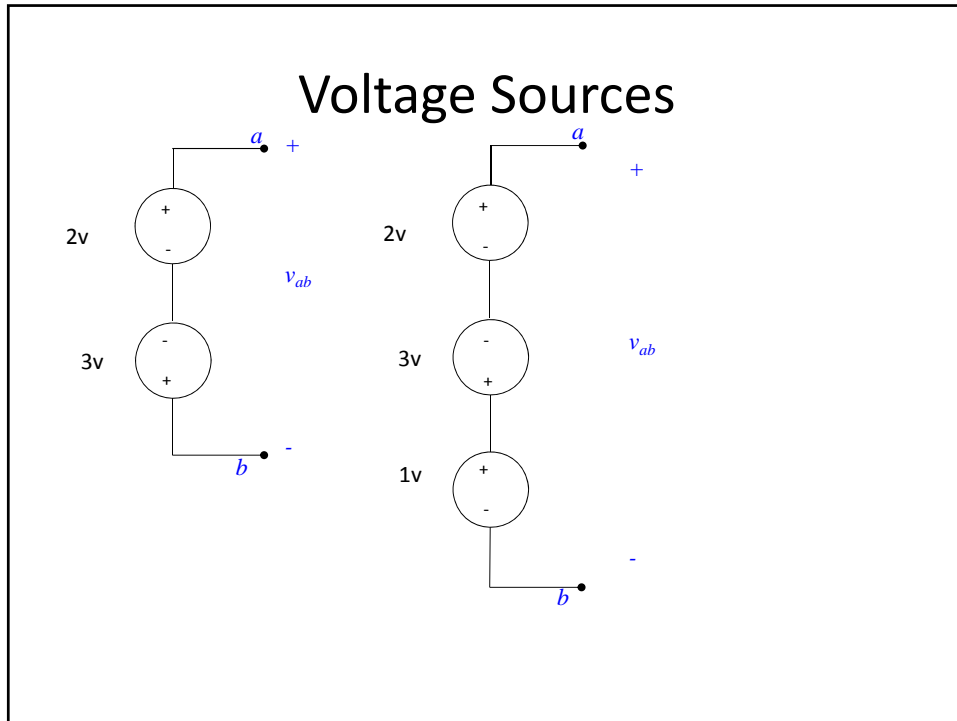 Voltage Sources
a +
2v
+
-
v_ab
3v
-
+
b -
a
+
2v
+
-
3v
-
+
v_ab
1v
+
-
-
b